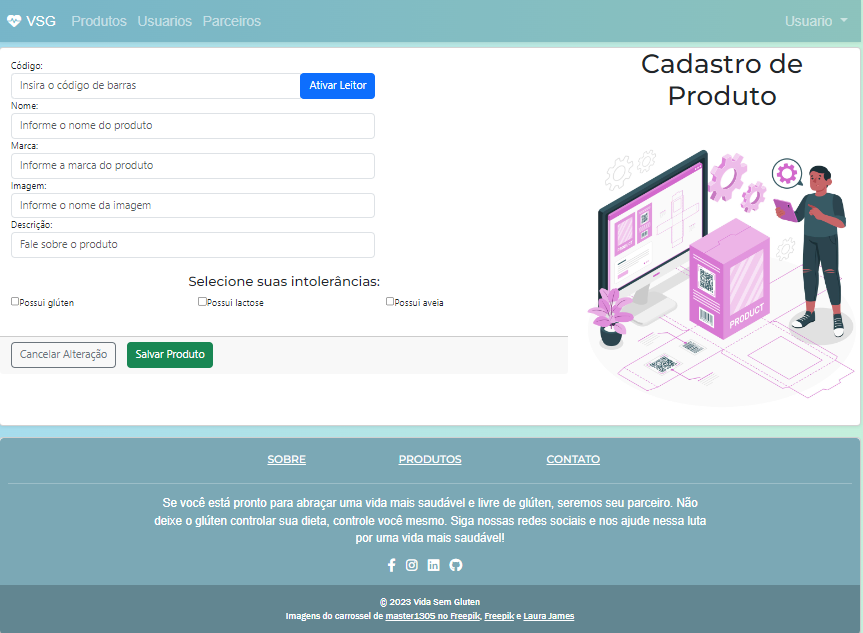 VSG Produtos Usuarios Parceiros Usuario
Código:
Insira o código de barras
Ativar Leitor
Nome:
Informe o nome do produto
Marca:
Informe a marca do produto
Imagem:
Informe o nome da imagem
Descrição:
Fale sobre o produto
Selecione suas intolerâncias:
Possui glúten Possui lactose Possui aveia
Cancelar Alteração Salvar Produto
Cadastro de
Produto
PRODUCT
SOBRE PRODUTOS CONTATO
Se você está pronto para abraçar uma vida mais saudável e livre de glúten, seremos seu parceiro. Não
deixe o glúten controlar sua dieta, controle você mesmo. Siga nossas redes sociais e nos ajude nessa luta
por uma vida mais saudável!
© 2023 Vida Sem Gluten
Imagens do carrossel de master1305 no Freepik, Freepik e Laura James